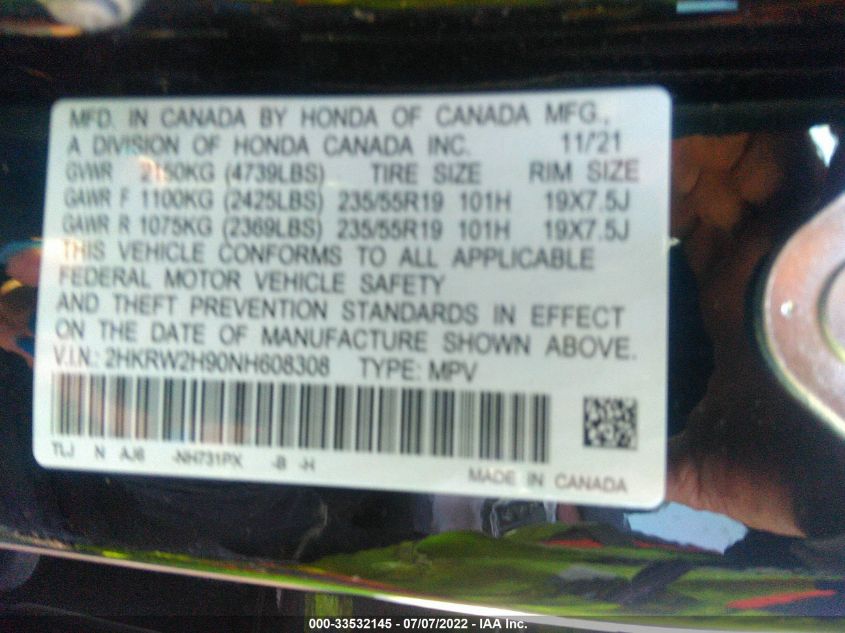 MFD. IN CANADA BY HONDA OF CANADA MFG.,
A DIVISION OF HONDA CANADA INC. 11/21
GVWR 2150KG (4739LBS) TIRE SIZE RIM SIZE
GAWR F 1100KG (2425LBS) 235/55R19 101H 19X7.5J
GAWR R 1075KG (2369LBS) 235/55R19 101H 19X7.5J
THIS VEHICLE CONFORMS TO ALL APPLICABLE
FEDERAL MOTOR VEHICLE SAFETY
AND THEFT PREVENTION STANDARDS IN EFFECT
ON THE DATE OF MANUFACTURE SHOWN ABOVE.
V.I.N.: 2HKRW2H90NH608308 TYPE: MPV
TLJ N AJ6 -NH731PX -B -H
MADE IN CANADA
000-33532145 - 07/07/2022 - IAA Inc.